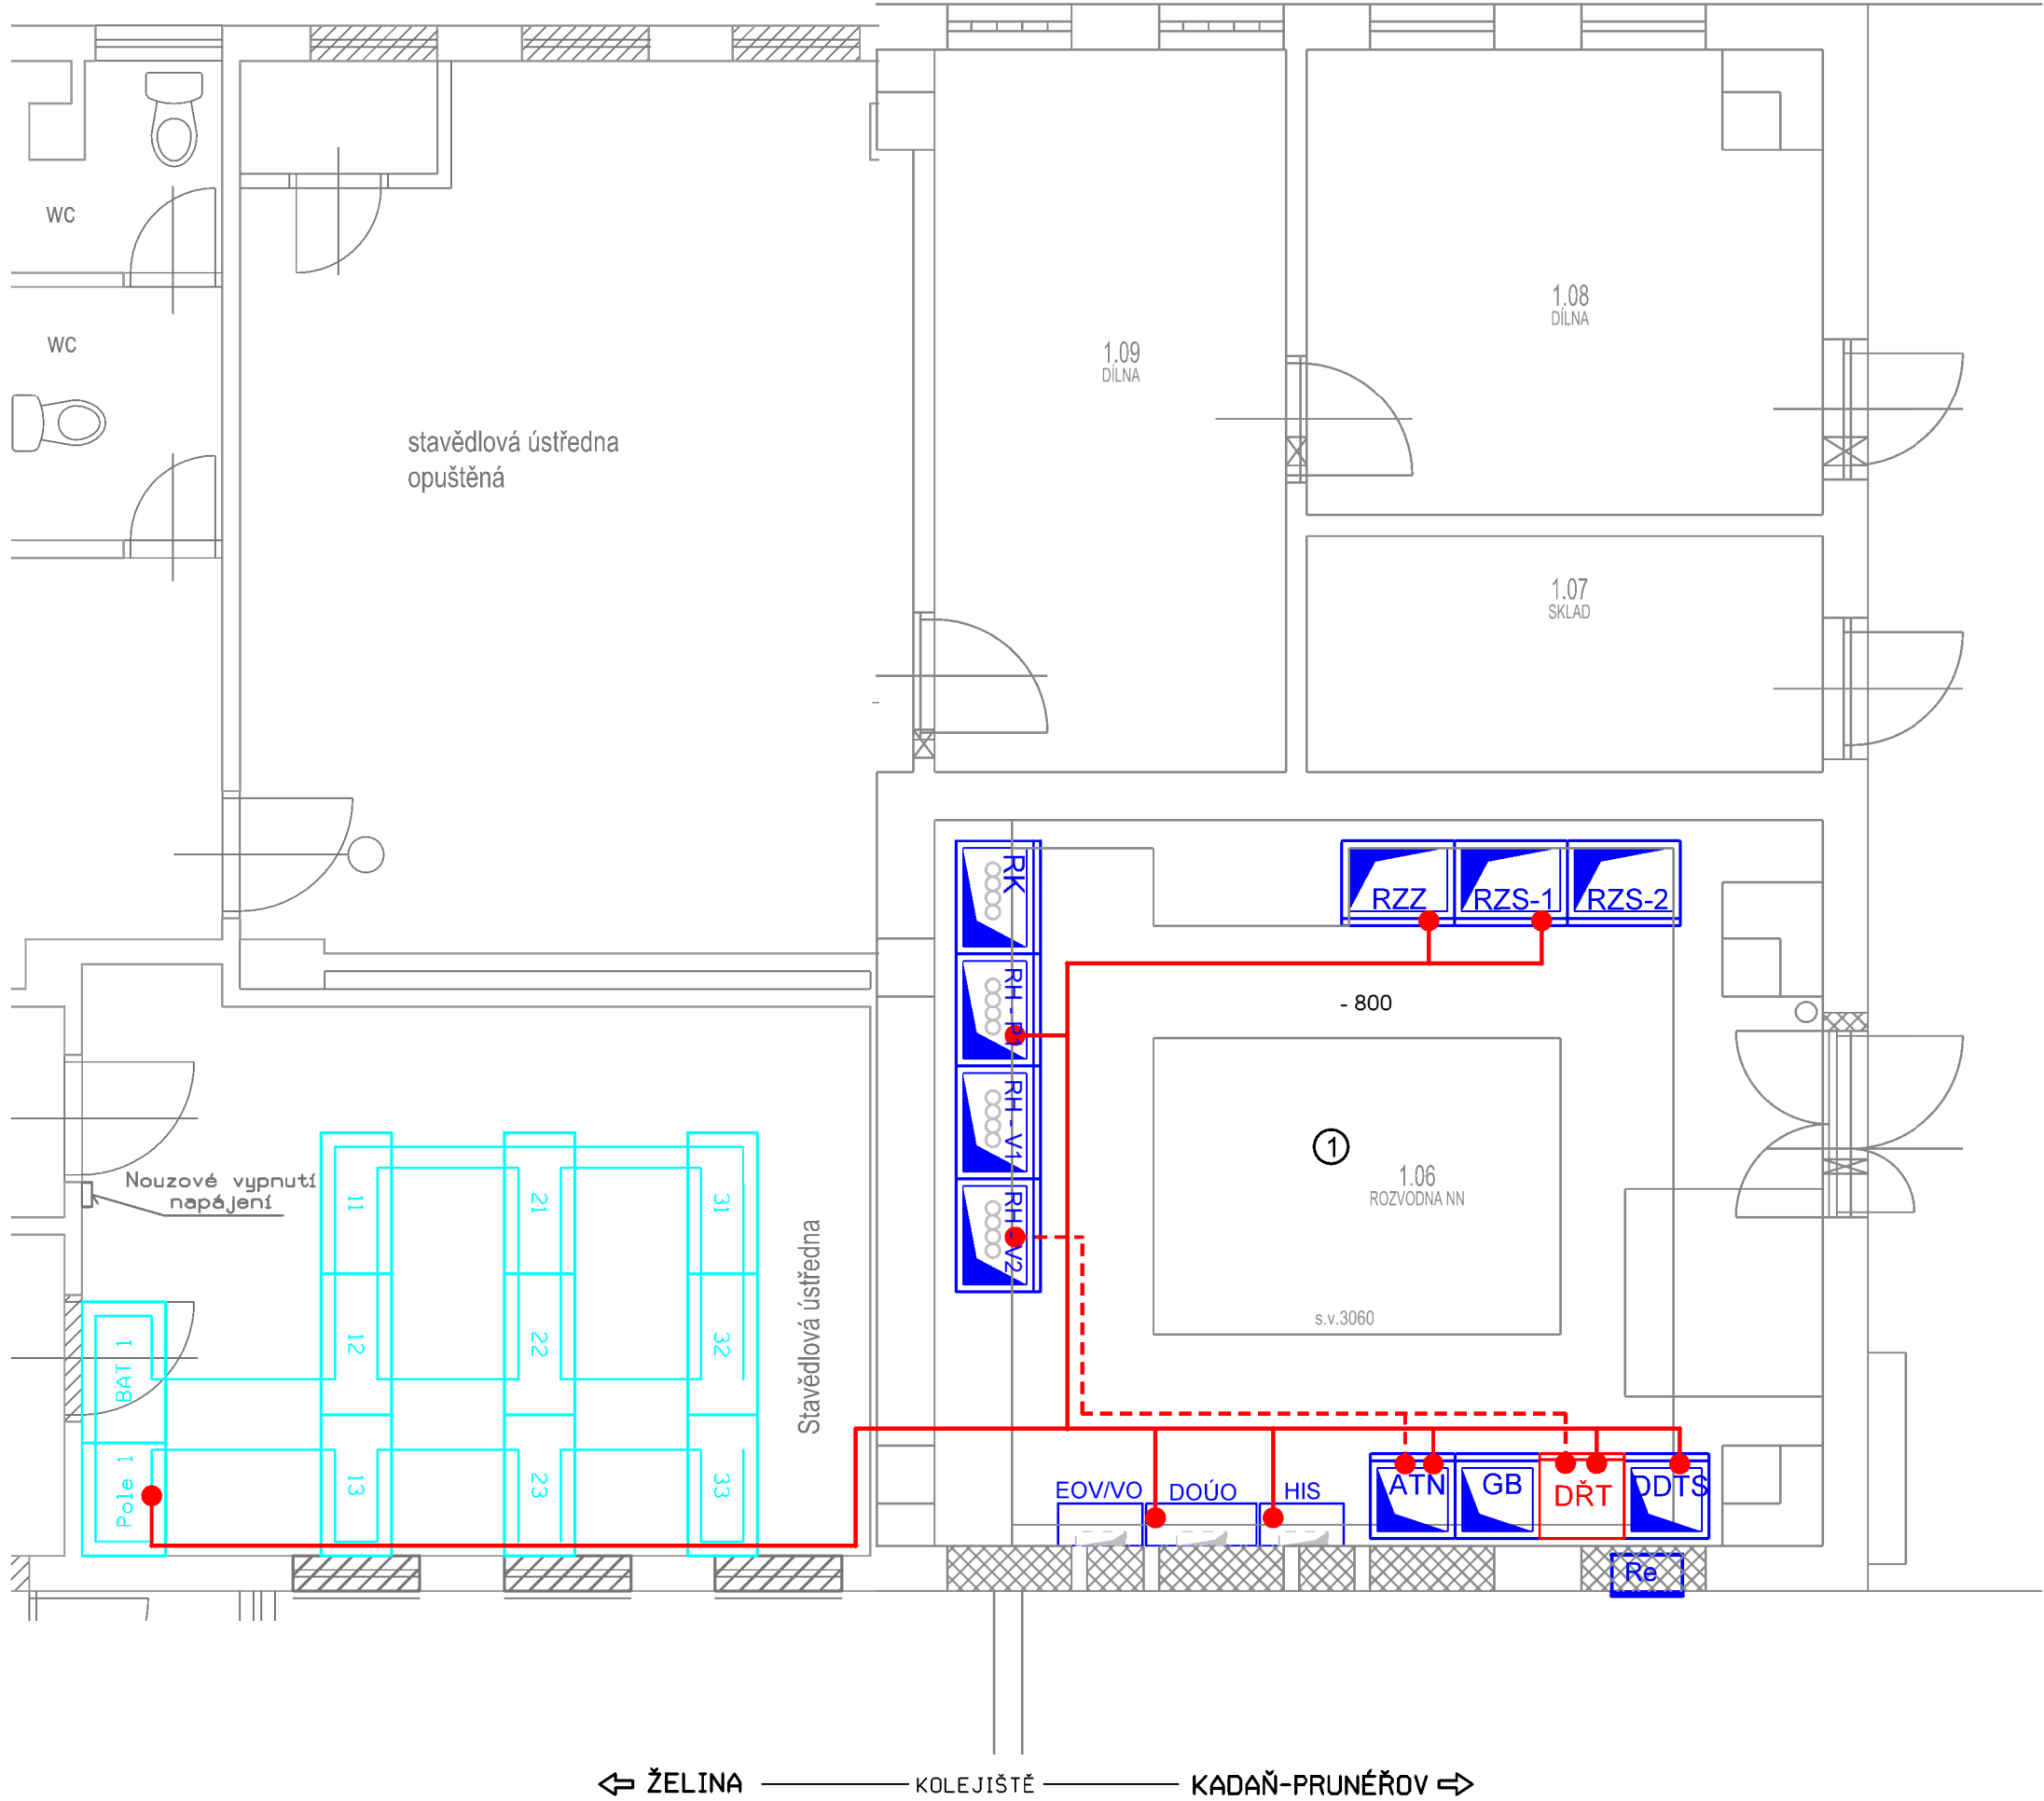 WC
WC
stavědlová ústředna
opuštěná
1.09
DÍLNA
1.08
DÍLNA
1.07
SKLAD
RK
RZZ
RZS-1
RZS-2
RH - P1
- 800
RH - V1
1
1.06
ROZVODNA NN
RH - V2
s.v.3060
Nouzové vypnutí
napájení
11
21
31
12
22
32
13
23
33
BAT 1
Pole 1
Stavědlová ústředna
EOV/VO
DOÚO
HIS
ATN
GB
DŘT
DDTS
Re
ŽELINA
KOLEJIŠTĚ
KADAŇ-PRUNÉŘOV